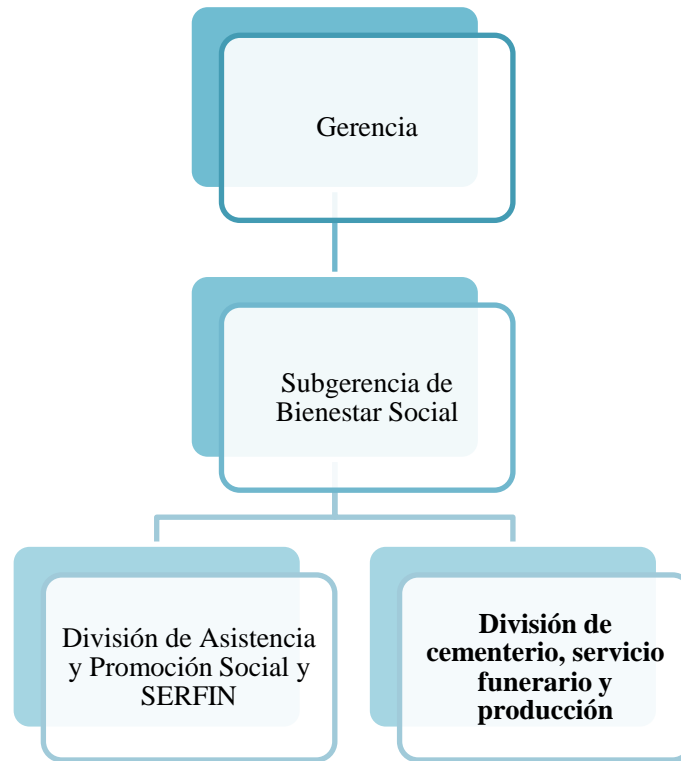 Gerencia
Subgerencia de
Bienestar Social
División de Asistencia
y Promoción Social y
SERFIN
División de
cementerio, servicio
funerario y
producción